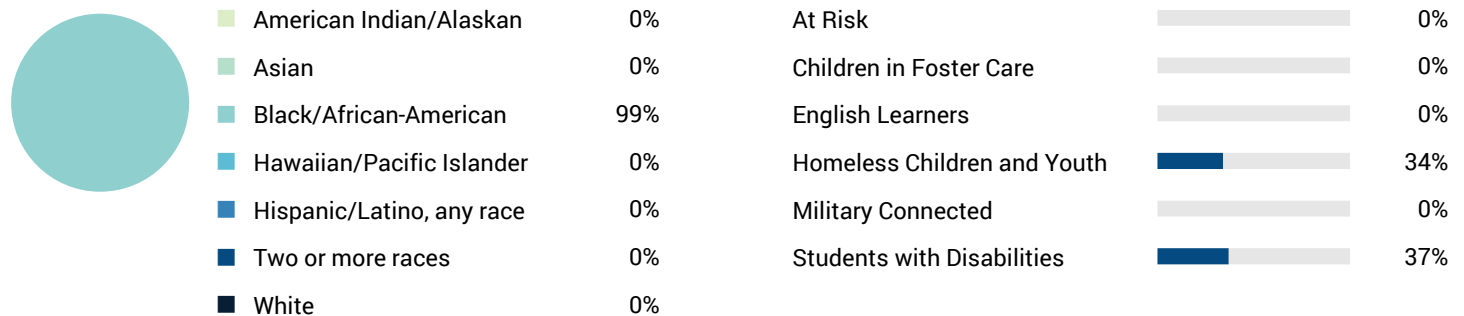 American Indian/Alaskan 0%
Asian 0%
Black/African-American 99%
Hawaiian/Pacific Islander 0%
Hispanic/Latino, any race 0%
Two or more races 0%
White 0%
At Risk 0%
Children in Foster Care 0%
English Learners 0%
Homeless Children and Youth 34%
Military Connected 0%
Students with Disabilities 37%